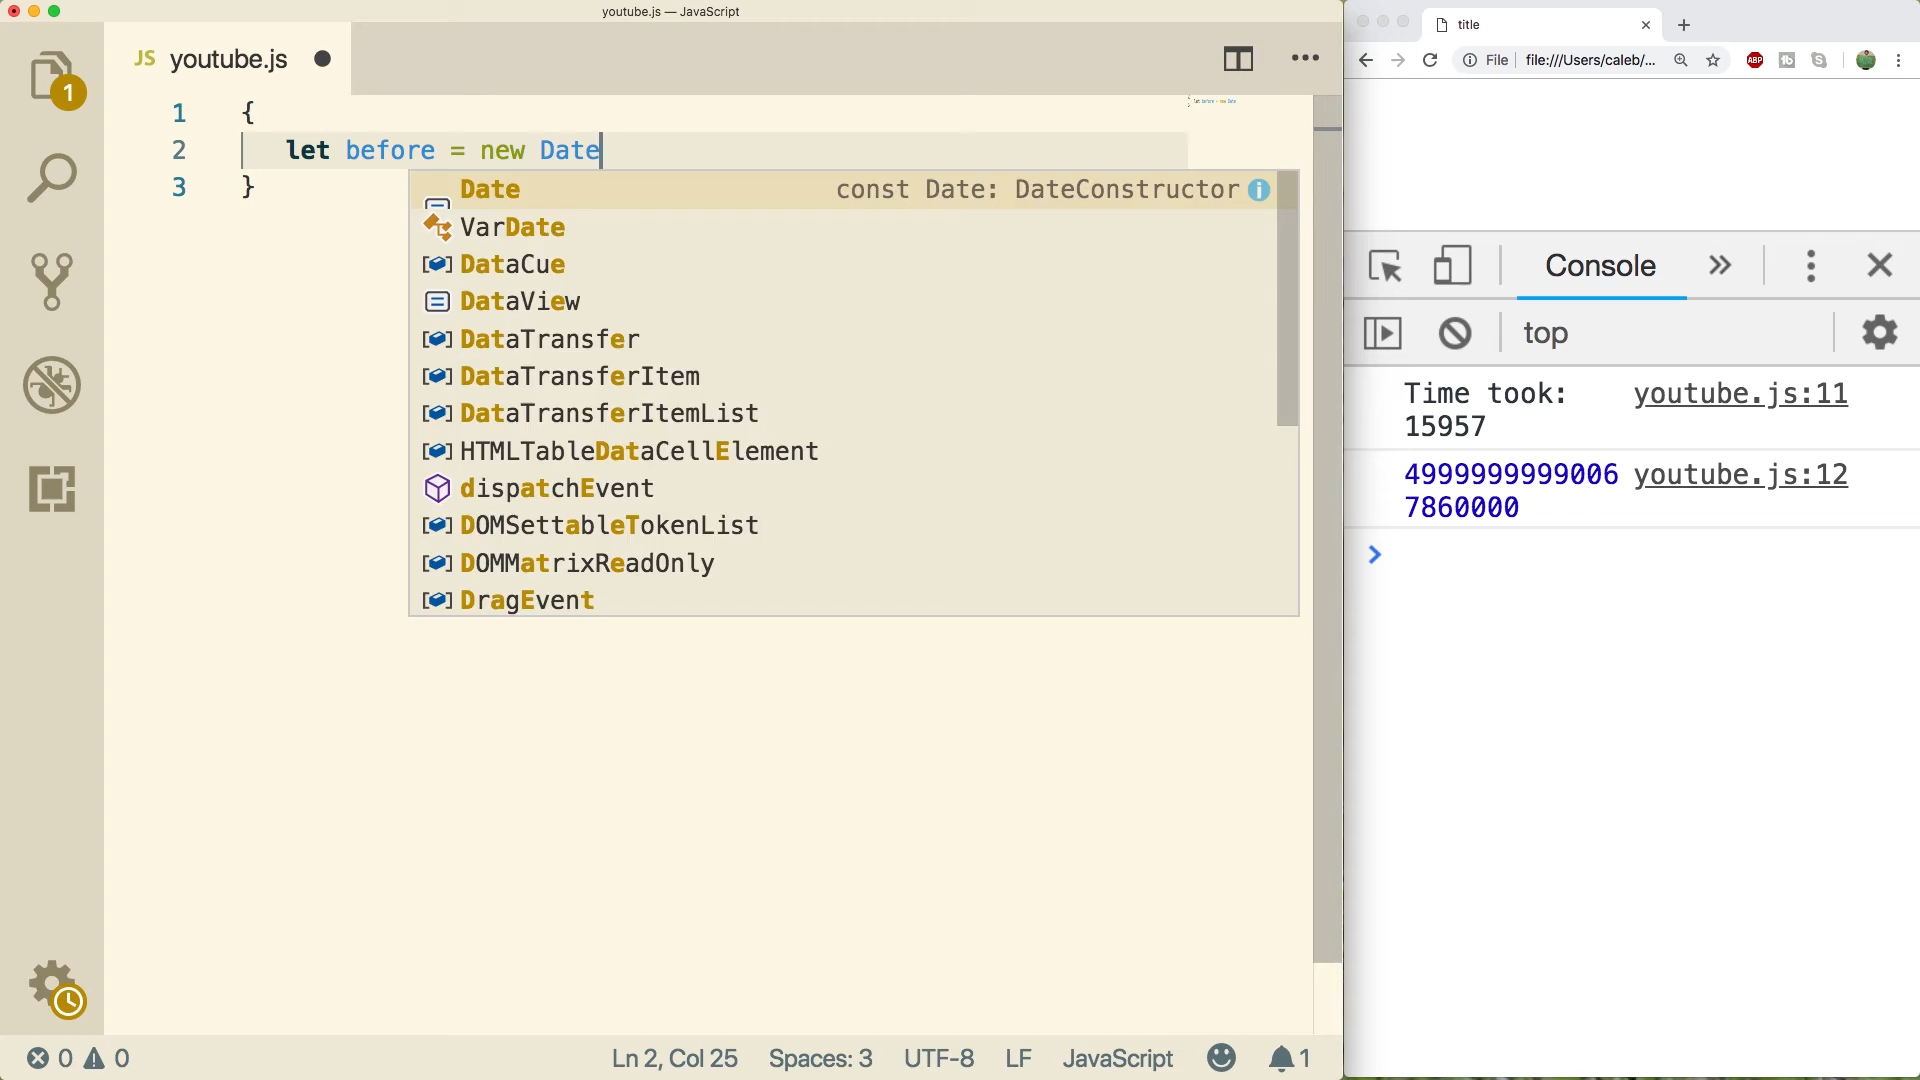 youtube.js — JavaScript
JS youtube.js
1
1 {
2 let before = new Date
3 }
Date const Date: DateConstructor
VarDate
DataCue
DataView
DataTransfer
DataTransferItem
DataTransferItemList
HTMLTableDataCellElement
dispatchEvent
DOMSettableTokenList
DOMMatrixReadOnly
DragEvent
0 0 Ln 2, Col 25 Spaces: 3 UTF-8 LF JavaScript 1
title
File file:///Users/caleb/...
ABP
Console
top
Time took: youtube.js:11
15957
4999999999006 youtube.js:12
7860000